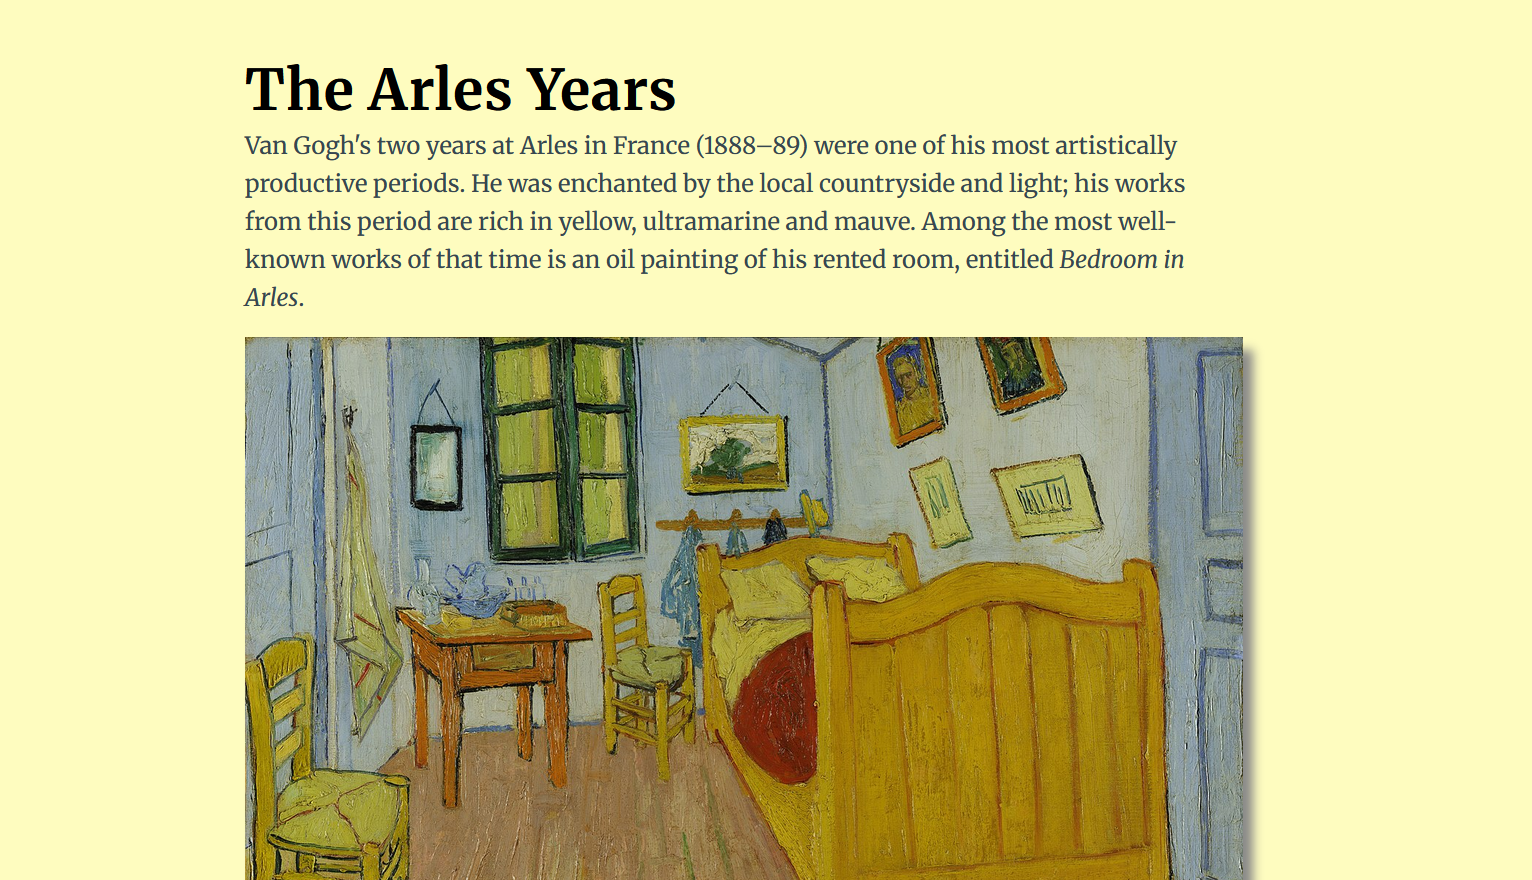 The Arles Years
Van Gogh's two years at Arles in France (1888–89) were one of his most artistically
productive periods. He was enchanted by the local countryside and light; his works
from this period are rich in yellow, ultramarine and mauve. Among the most well-
known works of that time is an oil painting of his rented room, entitled Bedroom in
Arles.